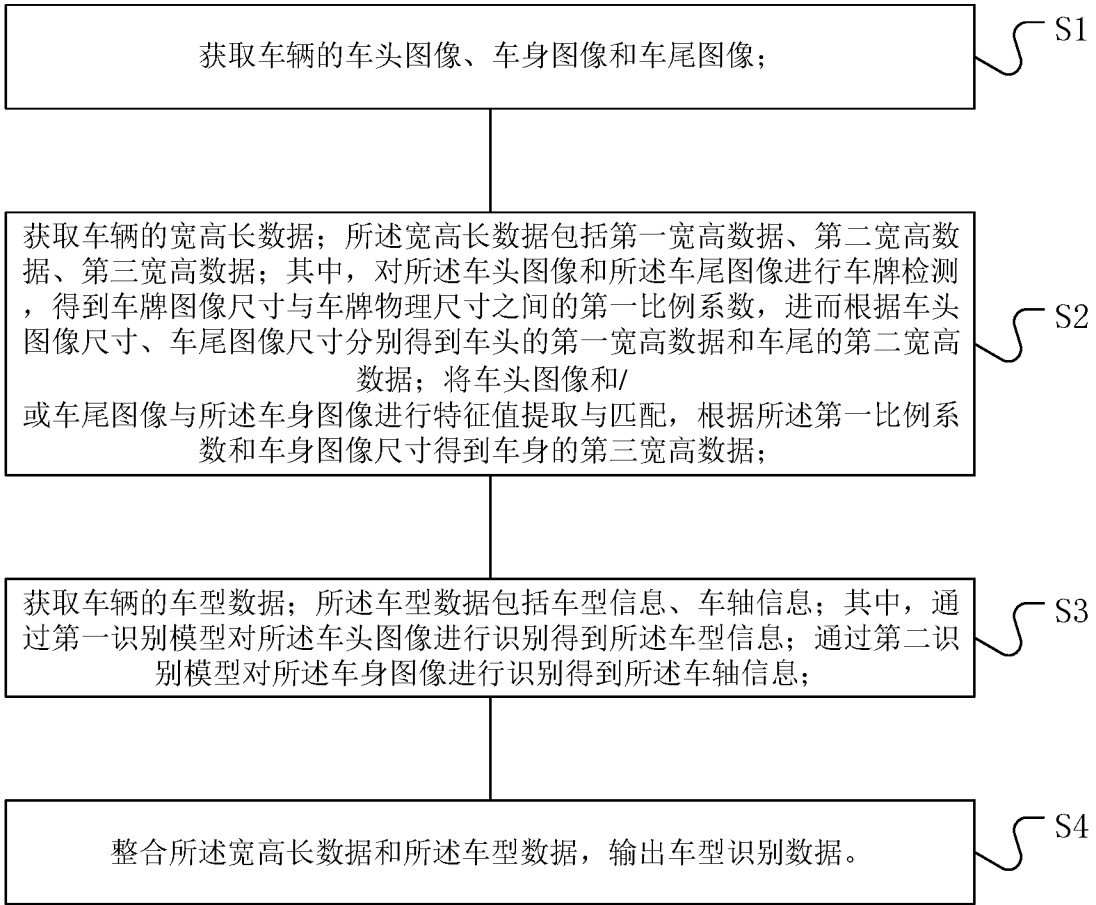 获取车辆的车头图像、车身图像和车尾图像；
S1
获取车辆的宽高长数据；所述宽高长数据包括第一宽高数据、第二宽高数
据、第三宽高数据；其中，对所述车头图像和所述车尾图像进行车牌检测
，得到车牌图像尺寸与车牌物理尺寸之间的第一比例系数，进而根据车头
图像尺寸、车尾图像尺寸分别得到车头的第一宽高数据和车尾的第二宽高
数据；将车头图像和/
或车尾图像与所述车身图像进行特征值提取与匹配，根据所述第一比例系
数和车身图像尺寸得到车身的第三宽高数据；
S2
获取车辆的车型数据；所述车型数据包括车型信息、车轴信息；其中，通
过第一识别模型对所述车头图像进行识别得到所述车型信息；通过第二识
别模型对所述车身图像进行识别得到所述车轴信息；
S3
整合所述宽高长数据和所述车型数据，输出车型识别数据。
S4